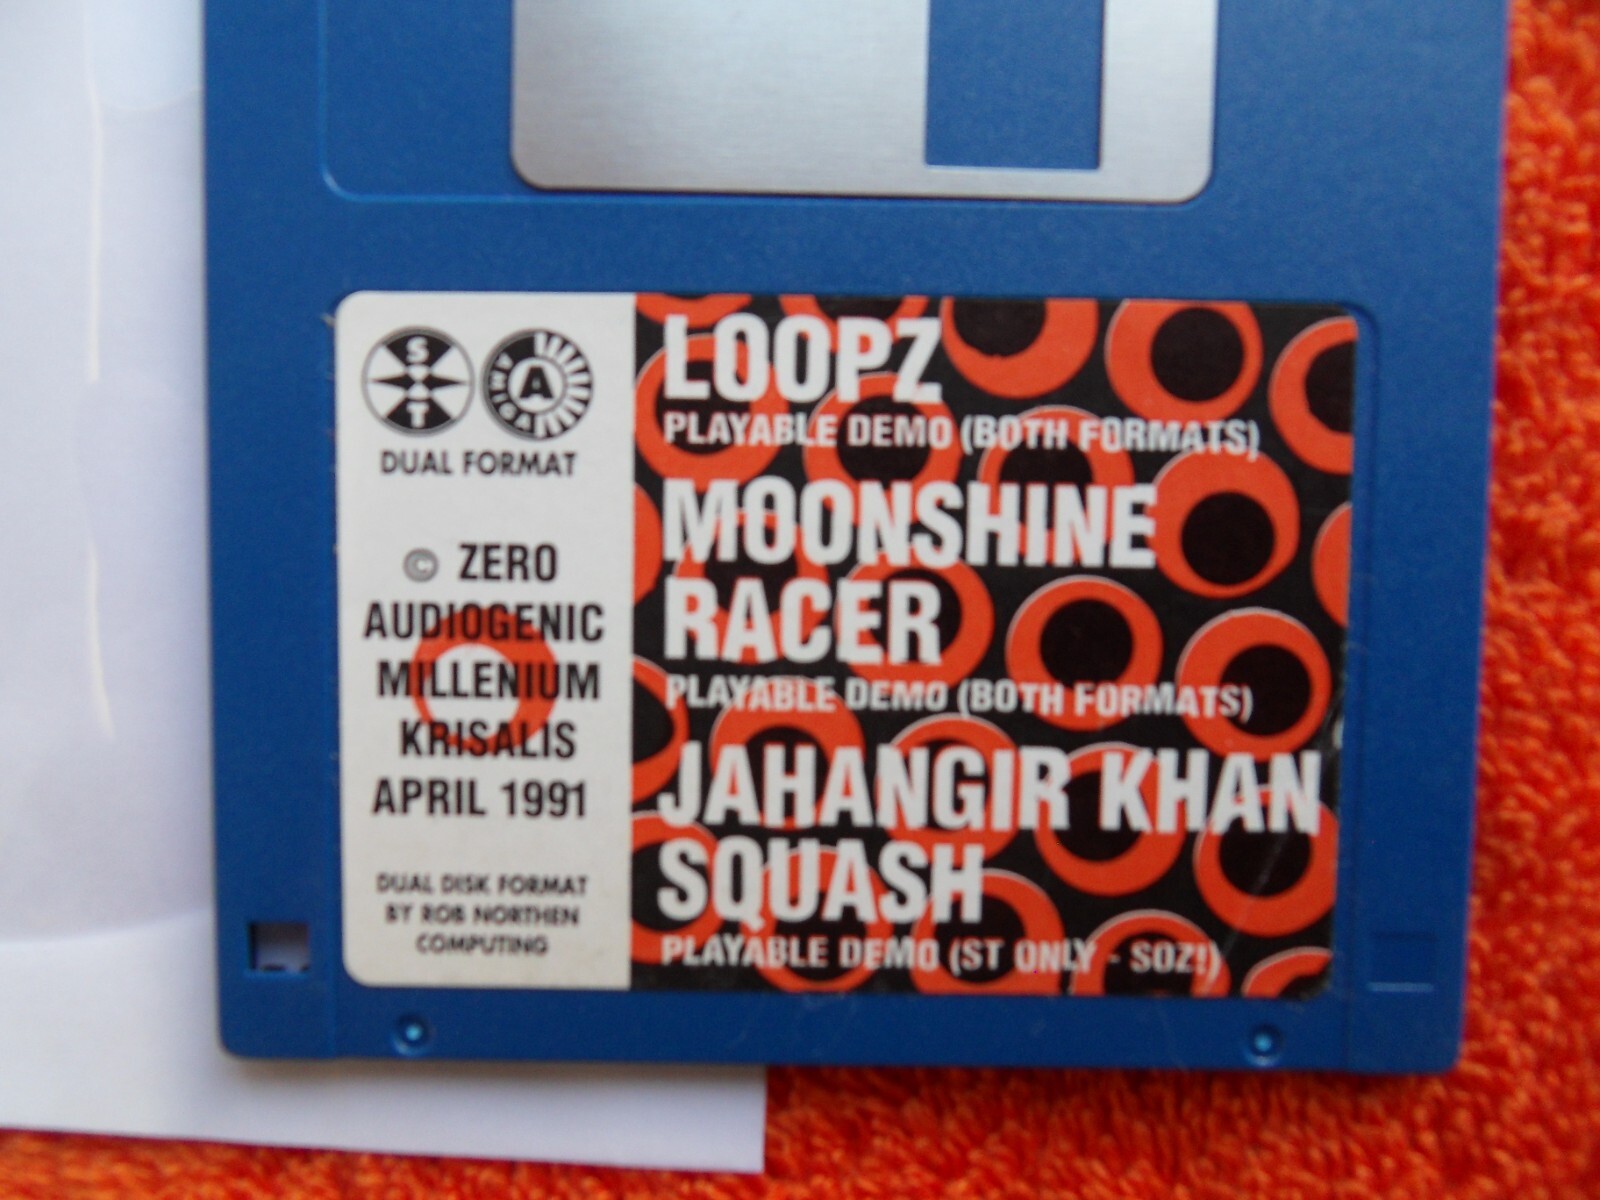 S T
AMIGA A
DUAL FORMAT
© ZERO
AUDIOGENIC
MILLENIUM
KRISALIS
APRIL 1991
DUAL DISK FORMAT
BY ROB NORTHEN
COMPUTING
LOOPZ
PLAYABLE DEMO (BOTH FORMATS)
MOONSHINE
RACER
PLAYABLE DEMO (BOTH FORMATS)
JAHANGIR KHAN
SQUASH
PLAYABLE DEMO (ST ONLY - SOZ!)